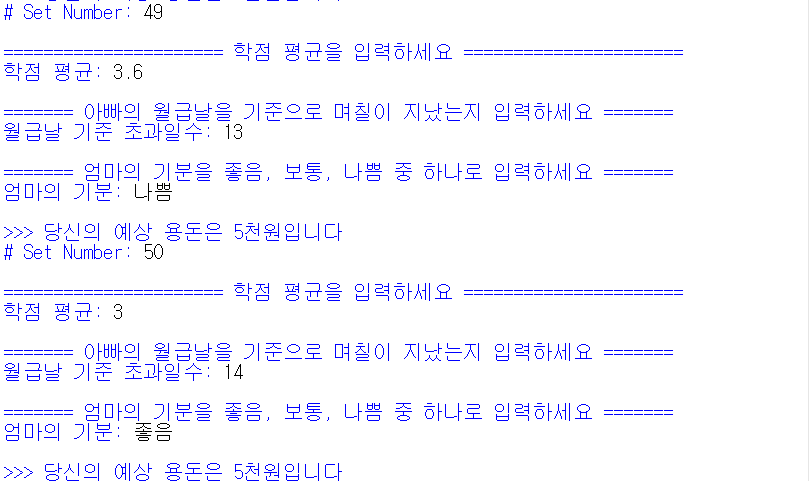 # Set Number: 49
====================== 학점 평균을 입력하세요 ======================
학점 평균: 3.6
======= 아빠의 월급날을 기준으로 며칠이 지났는지 입력하세요 =======
월급날 기준 초과일수: 13
======= 엄마의 기분을 좋음, 보통, 나쁨 중 하나로 입력하세요 =======
엄마의 기분: 나쁨
>>> 당신의 예상 용돈은 5천원입니다
# Set Number: 50
====================== 학점 평균을 입력하세요 ======================
학점 평균: 3
======= 아빠의 월급날을 기준으로 며칠이 지났는지 입력하세요 =======
월급날 기준 초과일수: 14
======= 엄마의 기분을 좋음, 보통, 나쁨 중 하나로 입력하세요 =======
엄마의 기분: 좋음
>>> 당신의 예상 용돈은 5천원입니다